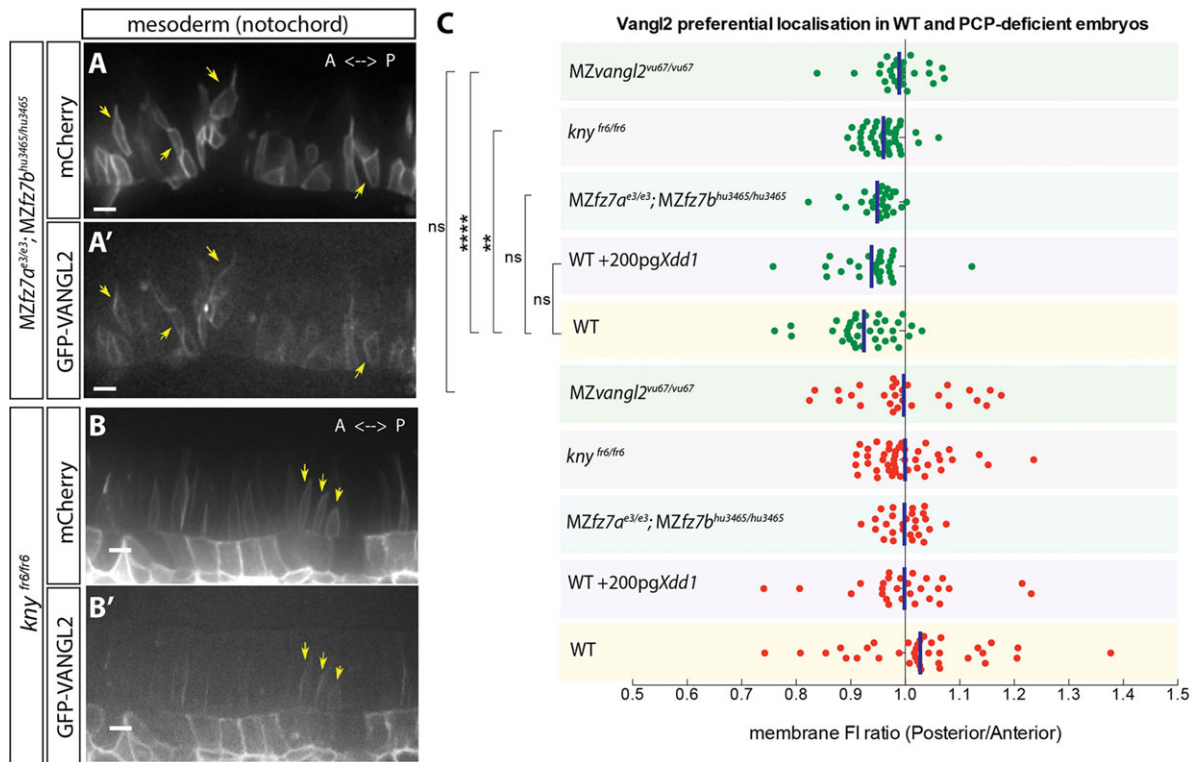 mesoderm (notochord)
MZfz7a^e3/e3; MZfz7b^hu3465/hu3465
mCherry
A
A <--> P
GFP-VANGL2
A'
kny ^fr6/fr6
mCherry
B
A <--> P
GFP-VANGL2
B'
C
Vangl2 preferential localisation in WT and PCP-deficient embryos
ns
****
**
ns
ns
MZvangl2^vu67/vu67
kny ^fr6/fr6
MZfz7a^e3/e3; MZfz7b^hu3465/hu3465
WT +200pgXdd1
WT
MZvangl2^vu67/vu67
kny ^fr6/fr6
MZfz7a^e3/e3; MZfz7b^hu3465/hu3465
WT +200pgXdd1
WT
0.5 0.6 0.7 0.8 0.9 1.0 1.1 1.2 1.3 1.4 1.5
membrane FI ratio (Posterior/Anterior)